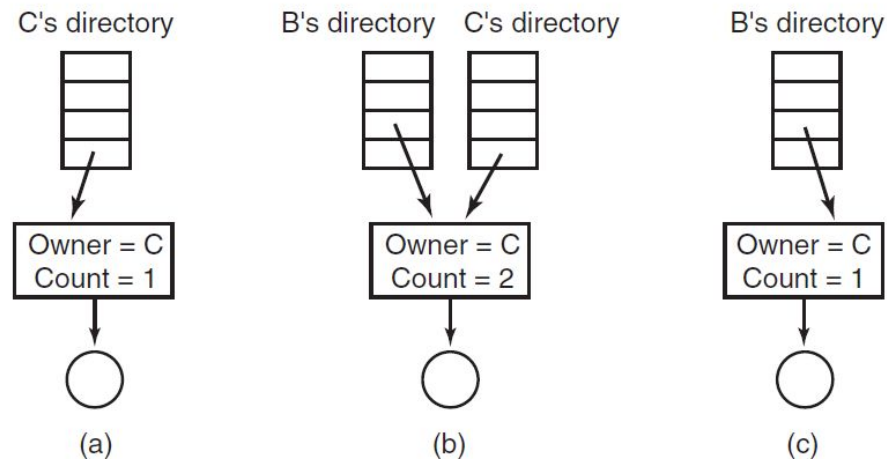 C's directory
B's directory
C's directory
B's directory
Owner = C
Count = 1
Owner = C
Count = 2
Owner = C
Count = 1
(a)
(b)
(c)